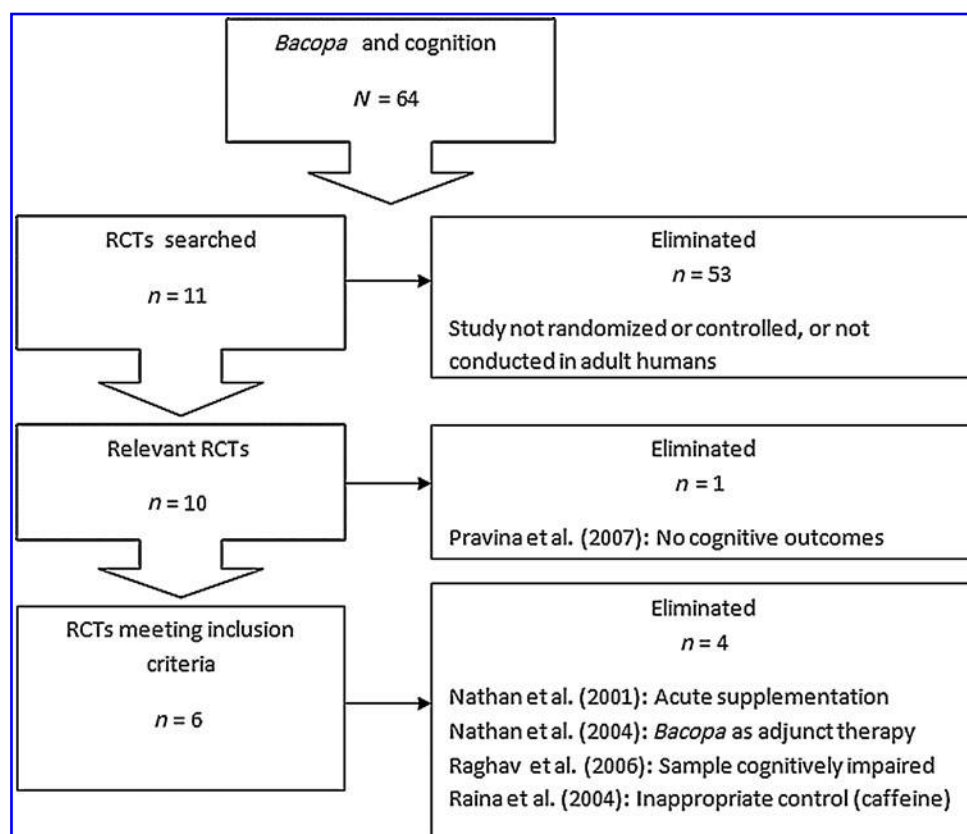 Bacopa and cognition
N = 64
RCTs searched
n = 11
Eliminated
n = 53
Study not randomized or controlled, or not
conducted in adult humans
Relevant RCTs
n = 10
Eliminated
n = 1
Pravina et al. (2007): No cognitive outcomes
RCTs meeting inclusion
criteria
n = 6
Eliminated
n = 4
Nathan et al. (2001): Acute supplementation
Nathan et al. (2004): Bacopa as adjunct therapy
Raghav et al. (2006): Sample cognitively impaired
Raina et al. (2004): Inappropriate control (caffeine)